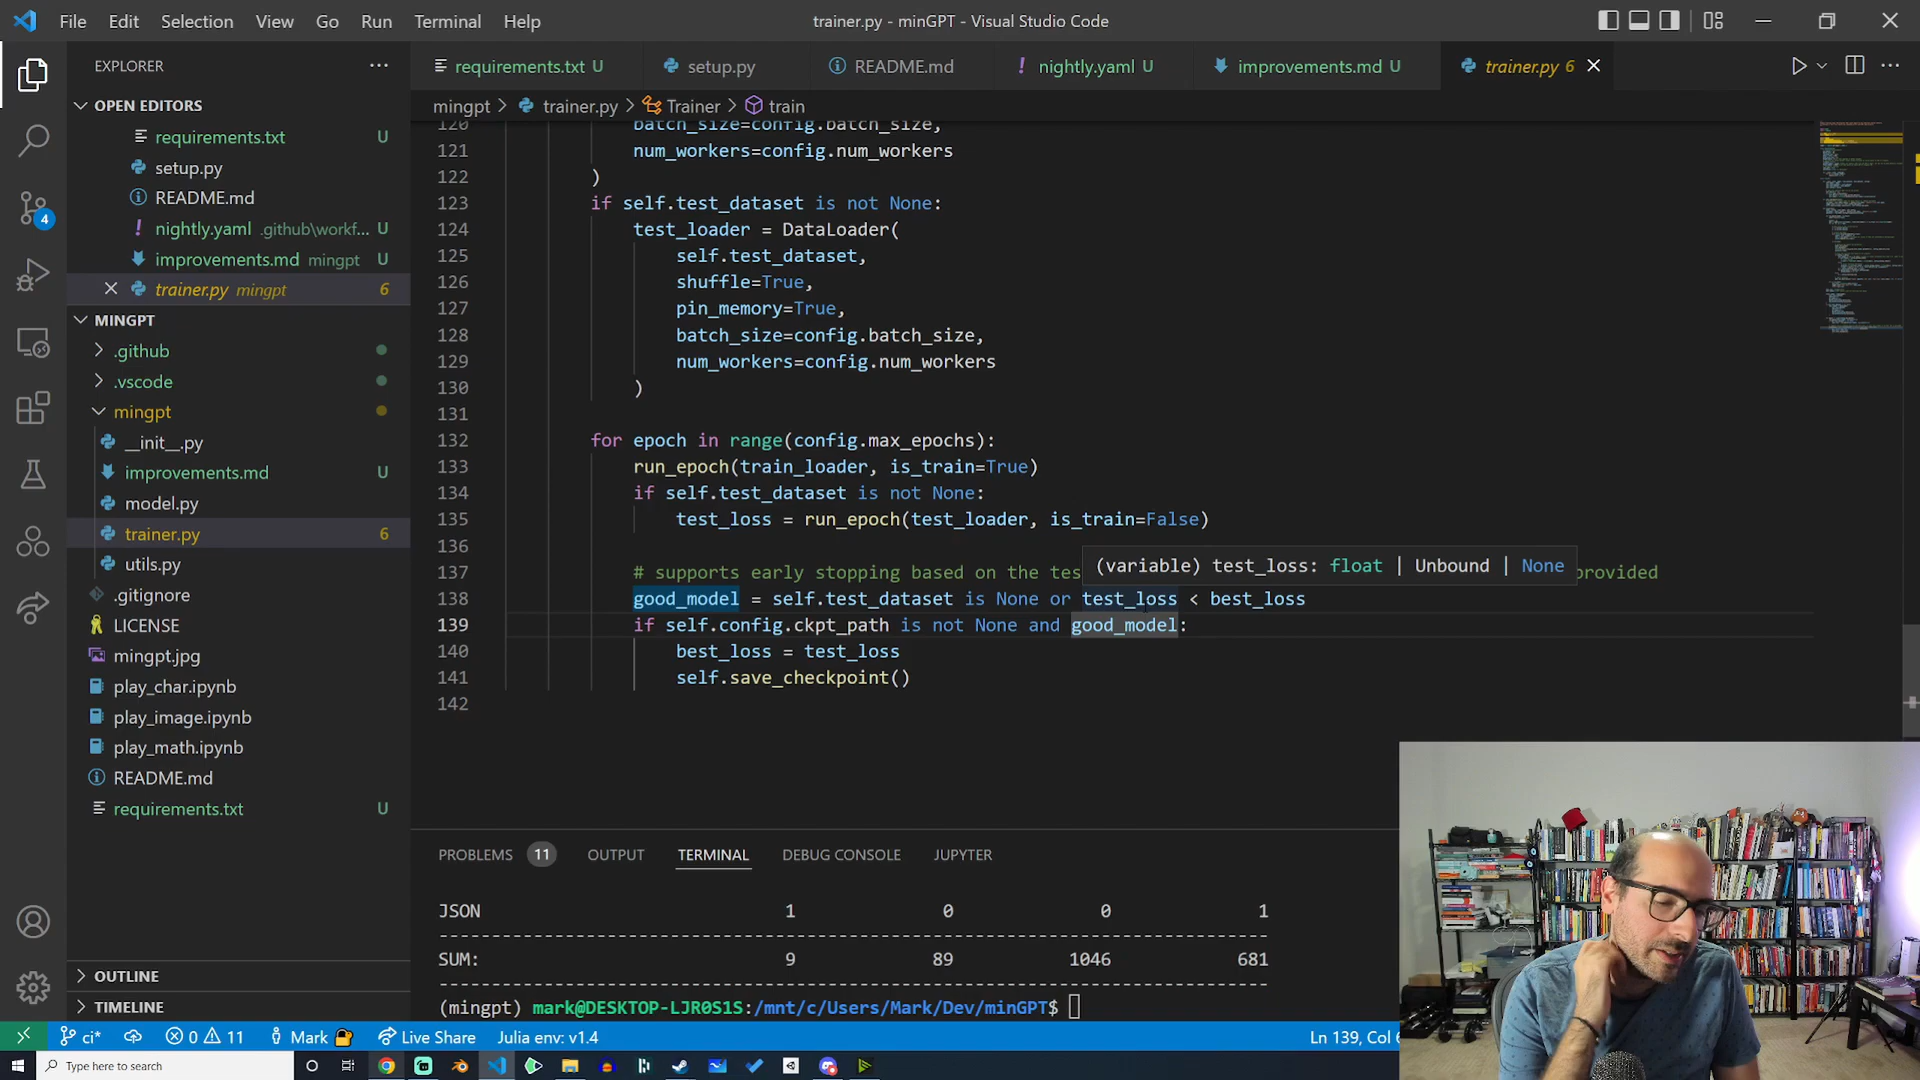 File Edit Selection View Go Run Terminal Help
trainer.py - minGPT - Visual Studio Code
EXPLORER
OPEN EDITORS
requirements.txt U
setup.py
README.md
nightly.yaml .github\workf... U
improvements.md mingpt U
trainer.py mingpt 6
MINGPT
.github
.vscode
mingpt
__init__.py
improvements.md U
model.py
trainer.py 6
utils.py
.gitignore
LICENSE
mingpt.jpg
play_char.ipynb
play_image.ipynb
play_math.ipynb
README.md
requirements.txt U
OUTLINE
TIMELINE
4
requirements.txt U setup.py README.md nightly.yaml U improvements.md U trainer.py 6
mingpt > trainer.py > Trainer > train
120 batch_size=config.batch_size,
121 num_workers=config.num_workers
122 )
123 if self.test_dataset is not None:
124 test_loader = DataLoader(
125 self.test_dataset,
126 shuffle=True,
127 pin_memory=True,
128 batch_size=config.batch_size,
129 num_workers=config.num_workers
130 )
131
132 for epoch in range(config.max_epochs):
133 run_epoch(train_loader, is_train=True)
134 if self.test_dataset is not None:
135 test_loss = run_epoch(test_loader, is_train=False)
136
(variable) test_loss: float | Unbound | None
137 # supports early stopping based on the tes provided
138 good_model = self.test_dataset is None or test_loss < best_loss
139 if self.config.ckpt_path is not None and good_model:
140 best_loss = test_loss
141 self.save_checkpoint()
142
PROBLEMS 11 OUTPUT TERMINAL DEBUG CONSOLE JUPYTER
JSON 1 0 0 1
SUM: 9 89 1046 681
(mingpt) mark@DESKTOP-LJR0S1S:/mnt/c/Users/Mark/Dev/minGPT$
ci* 0 11 Mark Live Share Julia env: v1.4 Ln 139, Col
Type here to search